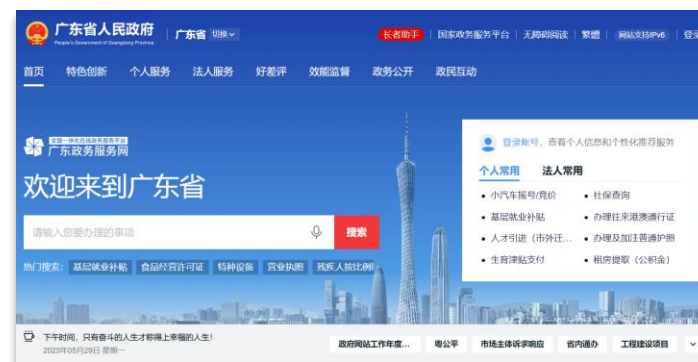 广东省人民政府
People's Government of Guangdong Province
广东省 切换
长者助手 国家政务服务平台 无障碍阅读 繁體 网站支持IPv6 登录
首页 特色创新 个人服务 法人服务 好差评 效能监督 政务公开 政民互动
全国一体化在线政务服务平台
广东政务服务网
欢迎来到广东省
请输入您要办理的事项 搜索
热门搜索: 基层就业补贴 食品经营许可证 特种设备 营业执照 残疾人按比例
登录账号，查看个人信息和个性化推荐服务
个人常用 法人常用
小汽车摇号/竞价 社保查询
基层就业补贴 办理往来港澳通行证
人才引进（市外迁... 办理及加注普通护照
生育津贴支付 租房提取（公积金）
下午时间，只有奋斗的人生才称得上幸福的人生！
2023年05月29日 星期一
政府网站工作年度... 粤公平 市场主体诉求响应 省内通办 工程建设项目